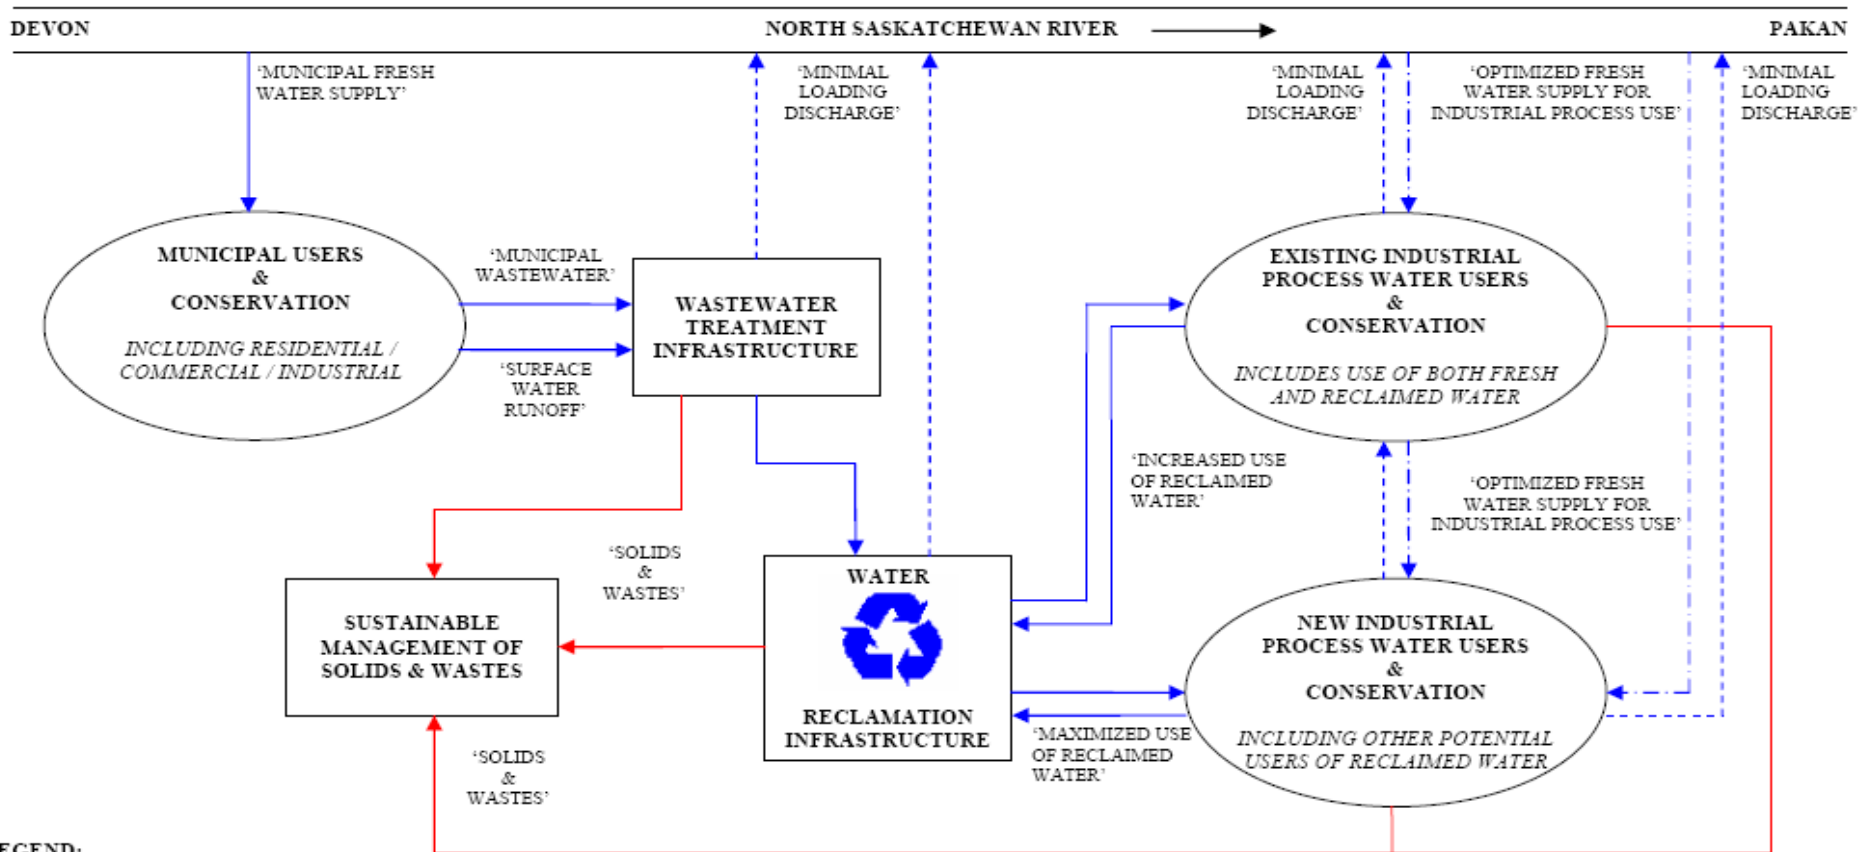 DEVON
NORTH SASKATCHEWAN RIVER
PAKAN
‘MUNICIPAL FRESH
WATER SUPPLY’
‘MINIMAL
LOADING
DISCHARGE’
‘MINIMAL
LOADING
DISCHARGE’
‘OPTIMIZED FRESH
WATER SUPPLY FOR
INDUSTRIAL PROCESS USE’
‘MINIMAL
LOADING
DISCHARGE’
MUNICIPAL USERS
&
CONSERVATION
INCLUDING RESIDENTIAL /
COMMERCIAL / INDUSTRIAL
‘MUNICIPAL
WASTEWATER’
‘SURFACE
WATER
RUNOFF’
WASTEWATER
TREATMENT
INFRASTRUCTURE
EXISTING INDUSTRIAL
PROCESS WATER USERS
&
CONSERVATION
INCLUDES USE OF BOTH FRESH
AND RECLAIMED WATER
‘INCREASED USE
OF RECLAIMED
WATER’
‘OPTIMIZED FRESH
WATER SUPPLY FOR
INDUSTRIAL PROCESS USE’
‘SOLIDS
&
WASTES’
SUSTAINABLE
MANAGEMENT OF
SOLIDS & WASTES
WATER
RECLAMATION
INFRASTRUCTURE
NEW INDUSTRIAL
PROCESS WATER USERS
&
CONSERVATION
INCLUDING OTHER POTENTIAL
USERS OF RECLAIMED WATER
‘MAXIMIZED USE
OF RECLAIMED
WATER’
‘SOLIDS
&
WASTES’
EGEND: